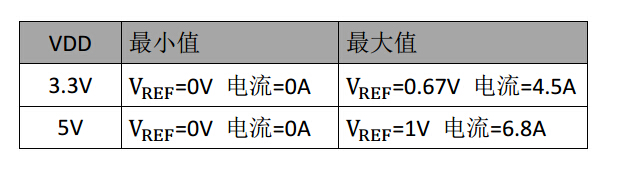 VDD 最小值 最大值
3.3V VREF=0V 电流=0A VREF=0.67V 电流=4.5A
5V VREF=0V 电流=0A VREF=1V 电流=6.8A